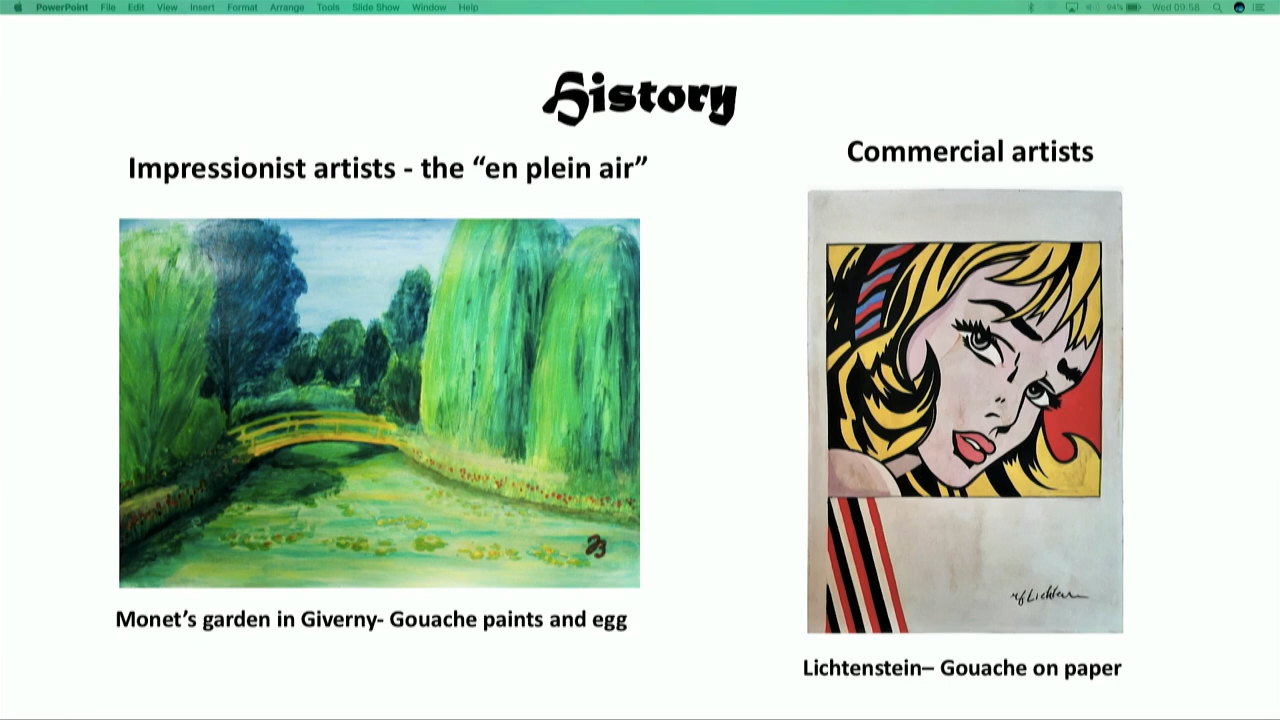 PowerPoint File Edit View Insert Format Arrange Tools Slide Show Window Help 94% Wed 09:58
History
Impressionist artists - the “en plein air”
Commercial artists
Monet’s garden in Giverny- Gouache paints and egg
Lichtenstein– Gouache on paper